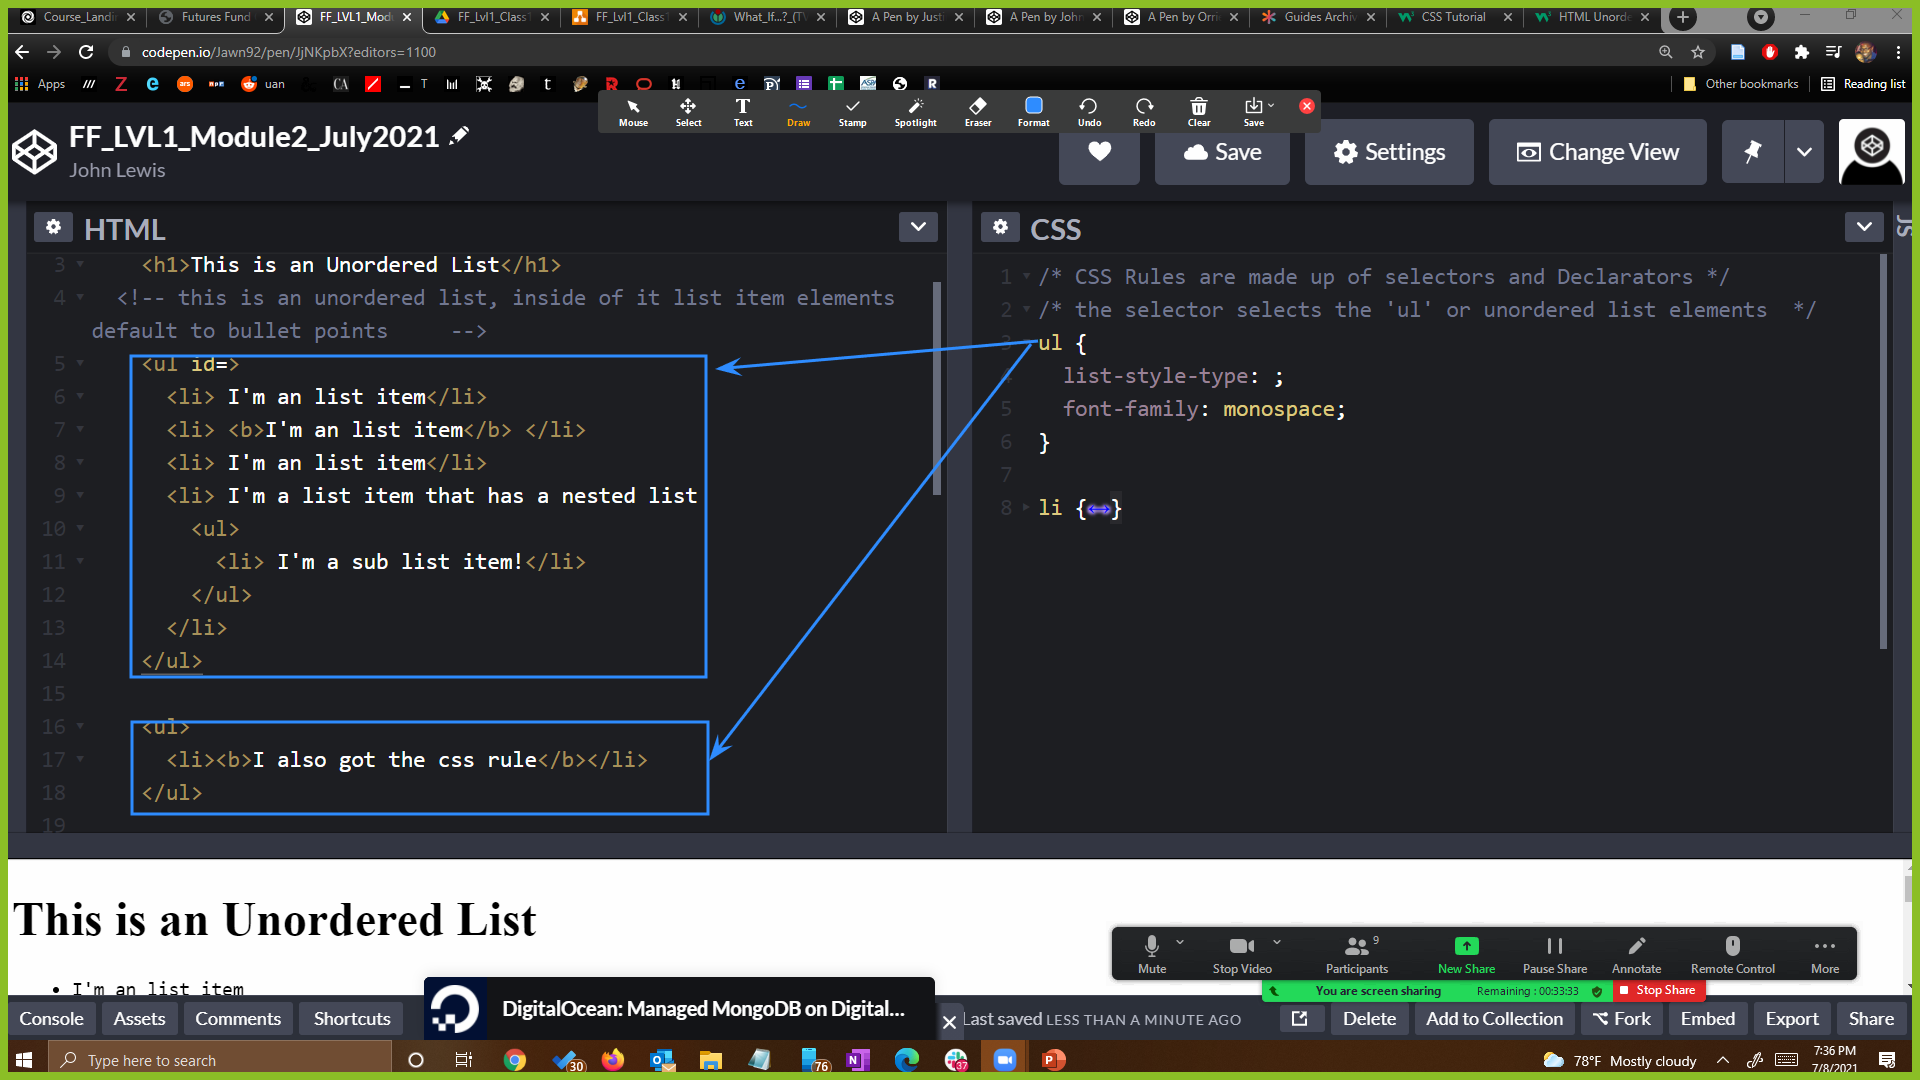 Course_Landi
Futures Fund
FF_LVL1_Mod
FF_Lvl1_Class
FF_Lvl1_Class
What_If...?_(TV
A Pen by Just
A Pen by John
A Pen by Orri
Guides Archiv
CSS Tutorial
HTML Unorde
codepen.io/Jawn92/pen/JjNKpbX?editors=1100
Apps
uan
CA
T
Other bookmarks
Reading list
Mouse
Select
Text
Draw
Stamp
Spotlight
Eraser
Format
Undo
Redo
Clear
Save
FF_LVL1_Module2_July2021
John Lewis
Save
Settings
Change View
HTML
3 <h1>This is an Unordered List</h1>
4 <!-- this is an unordered list, inside of it list item elements
default to bullet points -->
5 <ul id=>
6 <li> I'm an list item</li>
7 <li> <b>I'm an list item</b> </li>
8 <li> I'm an list item</li>
9 <li> I'm a list item that has a nested list
10 <ul>
11 <li> I'm a sub list item!</li>
12 </ul>
13 </li>
14 </ul>
15
16 <ul>
17 <li><b>I also got the css rule</b></li>
18 </ul>
19
CSS
JS
1 /* CSS Rules are made up of selectors and Declarators */
2 /* the selector selects the 'ul' or unordered list elements */
3 ul {
4 list-style-type: ;
5 font-family: monospace;
6 }
7
8 li {↔}
This is an Unordered List
• I'm an list item
Mute
Stop Video
Participants
9
New Share
Pause Share
Annotate
Remote Control
More
You are screen sharing
Remaining : 00:33:33
Stop Share
Console
Assets
Comments
Shortcuts
DigitalOcean: Managed MongoDB on Digital...
Last saved LESS THAN A MINUTE AGO
Delete
Add to Collection
Fork
Embed
Export
Share
Type here to search
30
76
37
78°F Mostly cloudy
7:36 PM
7/8/2021